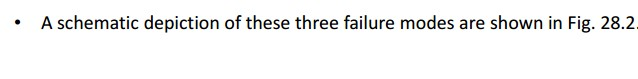 • A schematic depiction of these three failure modes are shown in Fig. 28.2.